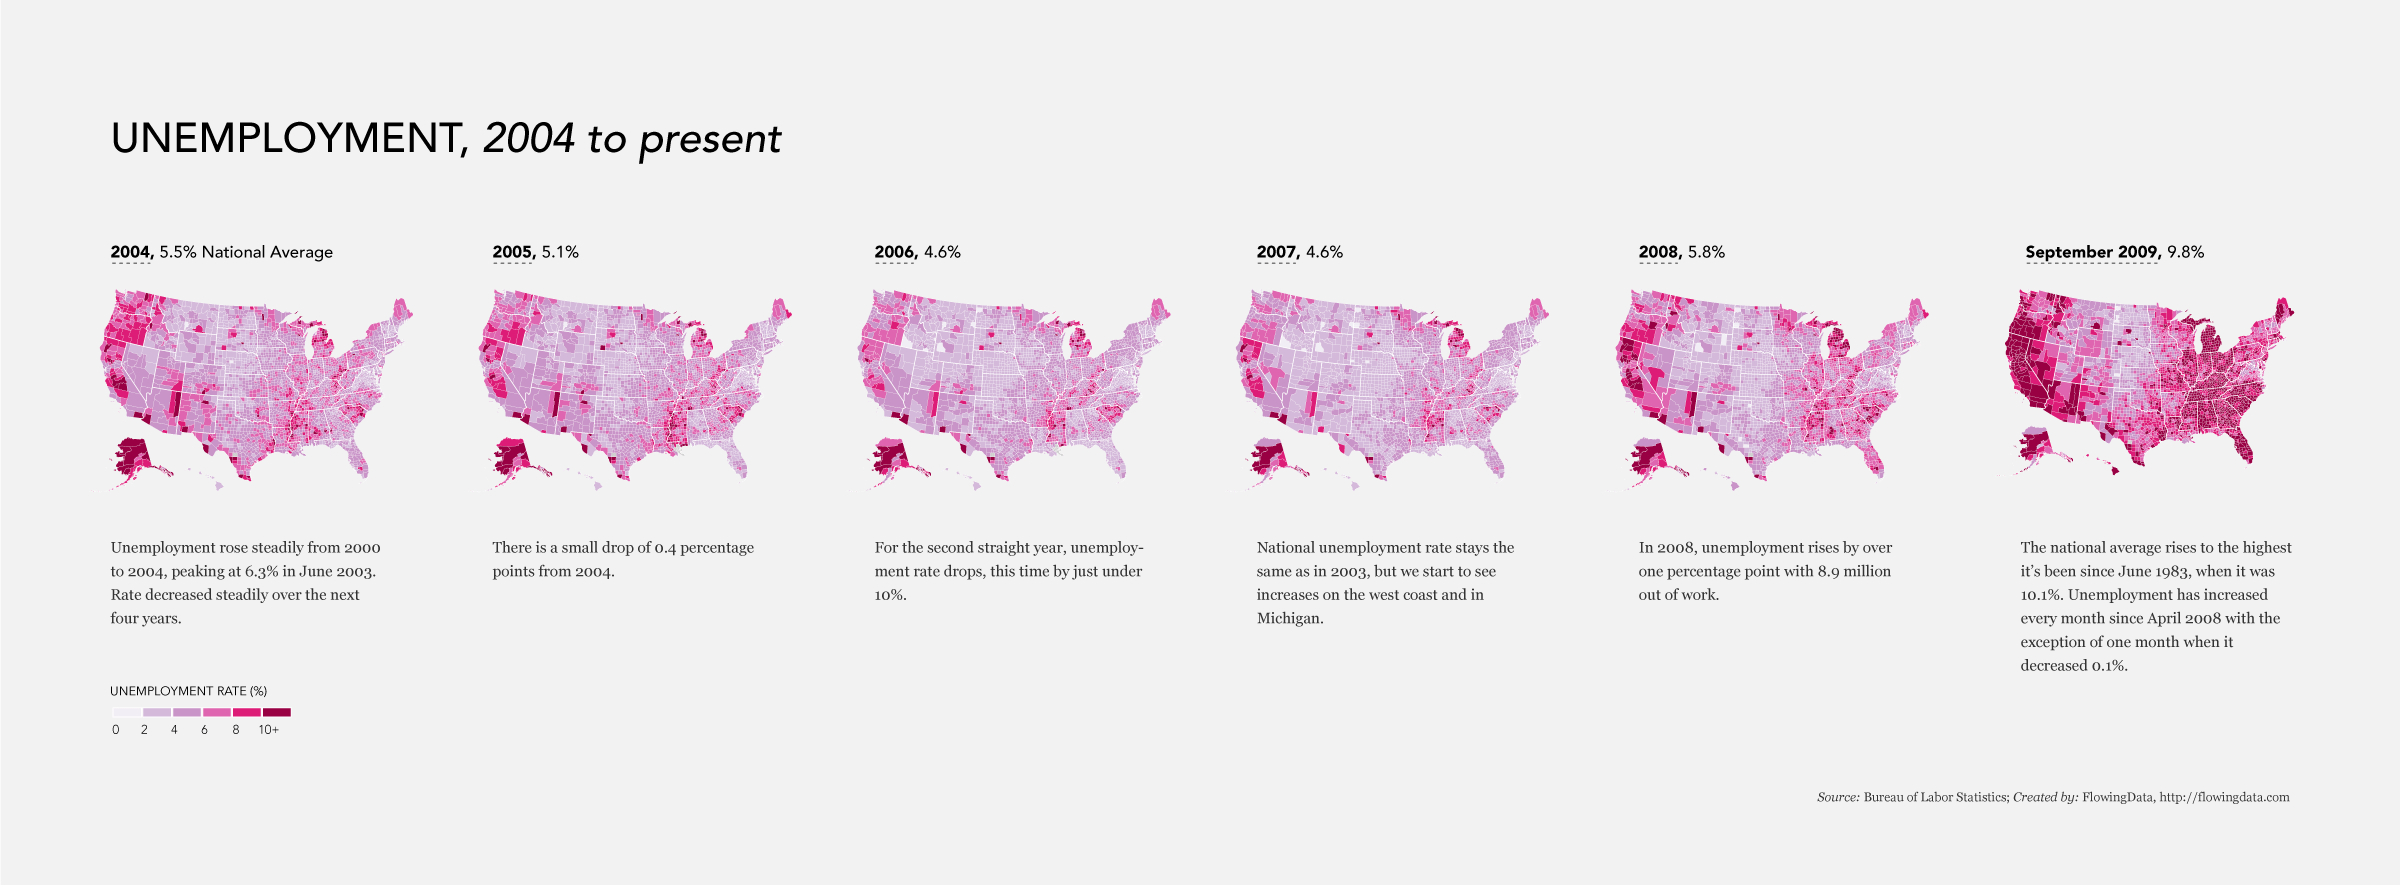 UNEMPLOYMENT, 2004 to present
2004, 5.5% National Average
Unemployment rose steadily from 2000
to 2004, peaking at 6.3% in June 2003.
Rate decreased steadily over the next
four years.
2005, 5.1%
There is a small drop of 0.4 percentage
points from 2004.
2006, 4.6%
For the second straight year, unemploy-
ment rate drops, this time by just under
10%.
2007, 4.6%
National unemployment rate stays the
same as in 2003, but we start to see
increases on the west coast and in
Michigan.
2008, 5.8%
In 2008, unemployment rises by over
one percentage point with 8.9 million
out of work.
September 2009, 9.8%
The national average rises to the highest
it's been since June 1983, when it was
10.1%. Unemployment has increased
every month since April 2008 with the
exception of one month when it
decreased 0.1%.
UNEMPLOYMENT RATE (%)
0 2 4 6 8 10+
Source: Bureau of Labor Statistics; Created by: FlowingData, http://flowingdata.com